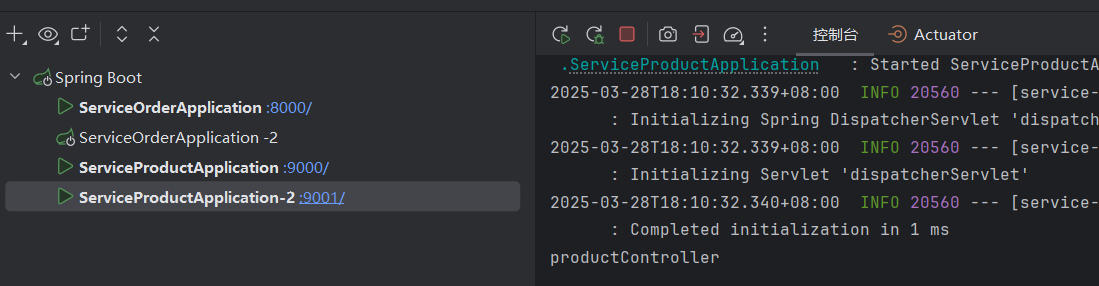 控制台
Actuator
Spring Boot
ServiceOrderApplication :8000/
ServiceOrderApplication -2
ServiceProductApplication :9000/
ServiceProductApplication-2 :9001/
.ServiceProductApplication   : Started ServiceProductA
2025-03-28T18:10:32.339+08:00  INFO 20560 --- [service-
: Initializing Spring DispatcherServlet 'dispatch
2025-03-28T18:10:32.339+08:00  INFO 20560 --- [service-
: Initializing Servlet 'dispatcherServlet'
2025-03-28T18:10:32.340+08:00  INFO 20560 --- [service-
: Completed initialization in 1 ms
productController